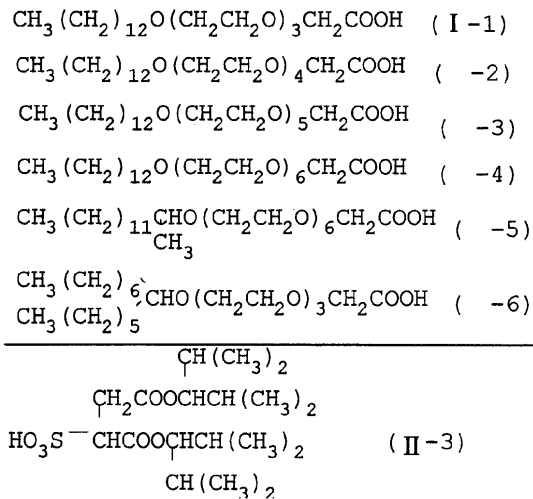 CH3(CH2)12O(CH2CH2O)3CH2COOH (I-1)
CH3(CH2)12O(CH2CH2O)4CH2COOH ( -2)
CH3(CH2)12O(CH2CH2O)5CH2COOH ( -3)
CH3(CH2)12O(CH2CH2O)6CH2COOH ( -4)
CH3(CH2)11CHO(CH2CH2O)6CH2COOH ( -5)
CH3
CH3(CH2)6
CHO(CH2CH2O)3CH2COOH ( -6)
CH3(CH2)5
CH(CH3)2
CH2COOCHCH(CH3)2
HO3S-CHCOOCHCH(CH3)2 (II-3)
CH(CH3)2